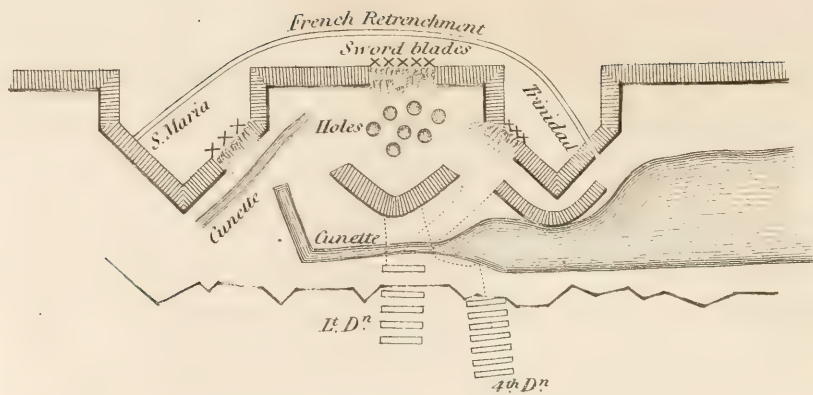 French Retrenchment
Sword blades
S. Maria
Holes
Trinidad
Cunette
Cunette
Lt. Dn.
4th. Dn.